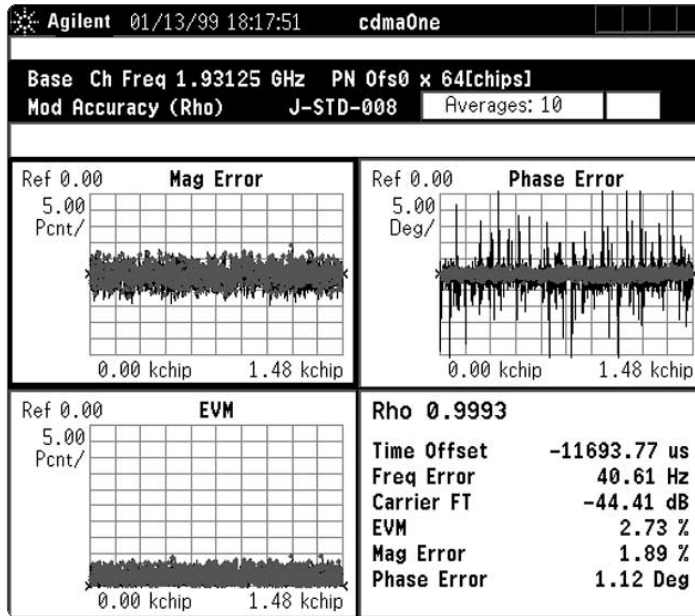 Agilent 01/13/99 18:17:51 cdmaOne
Base Ch Freq 1.93125 GHz PN Ofs0 x 64[chips]
Mod Accuracy (Rho) J-STD-008 Averages: 10
Ref 0.00 Mag Error
5.00
Pcnt/
0.00 kchip 1.48 kchip
Ref 0.00 Phase Error
5.00
Deg/
0.00 kchip 1.48 kchip
Ref 0.00 EVM
5.00
Pcnt/
0.00 kchip 1.48 kchip
Rho 0.9993
Time Offset -11693.77 us
Freq Error 40.61 Hz
Carrier FT -44.41 dB
EVM 2.73 %
Mag Error 1.89 %
Phase Error 1.12 Deg